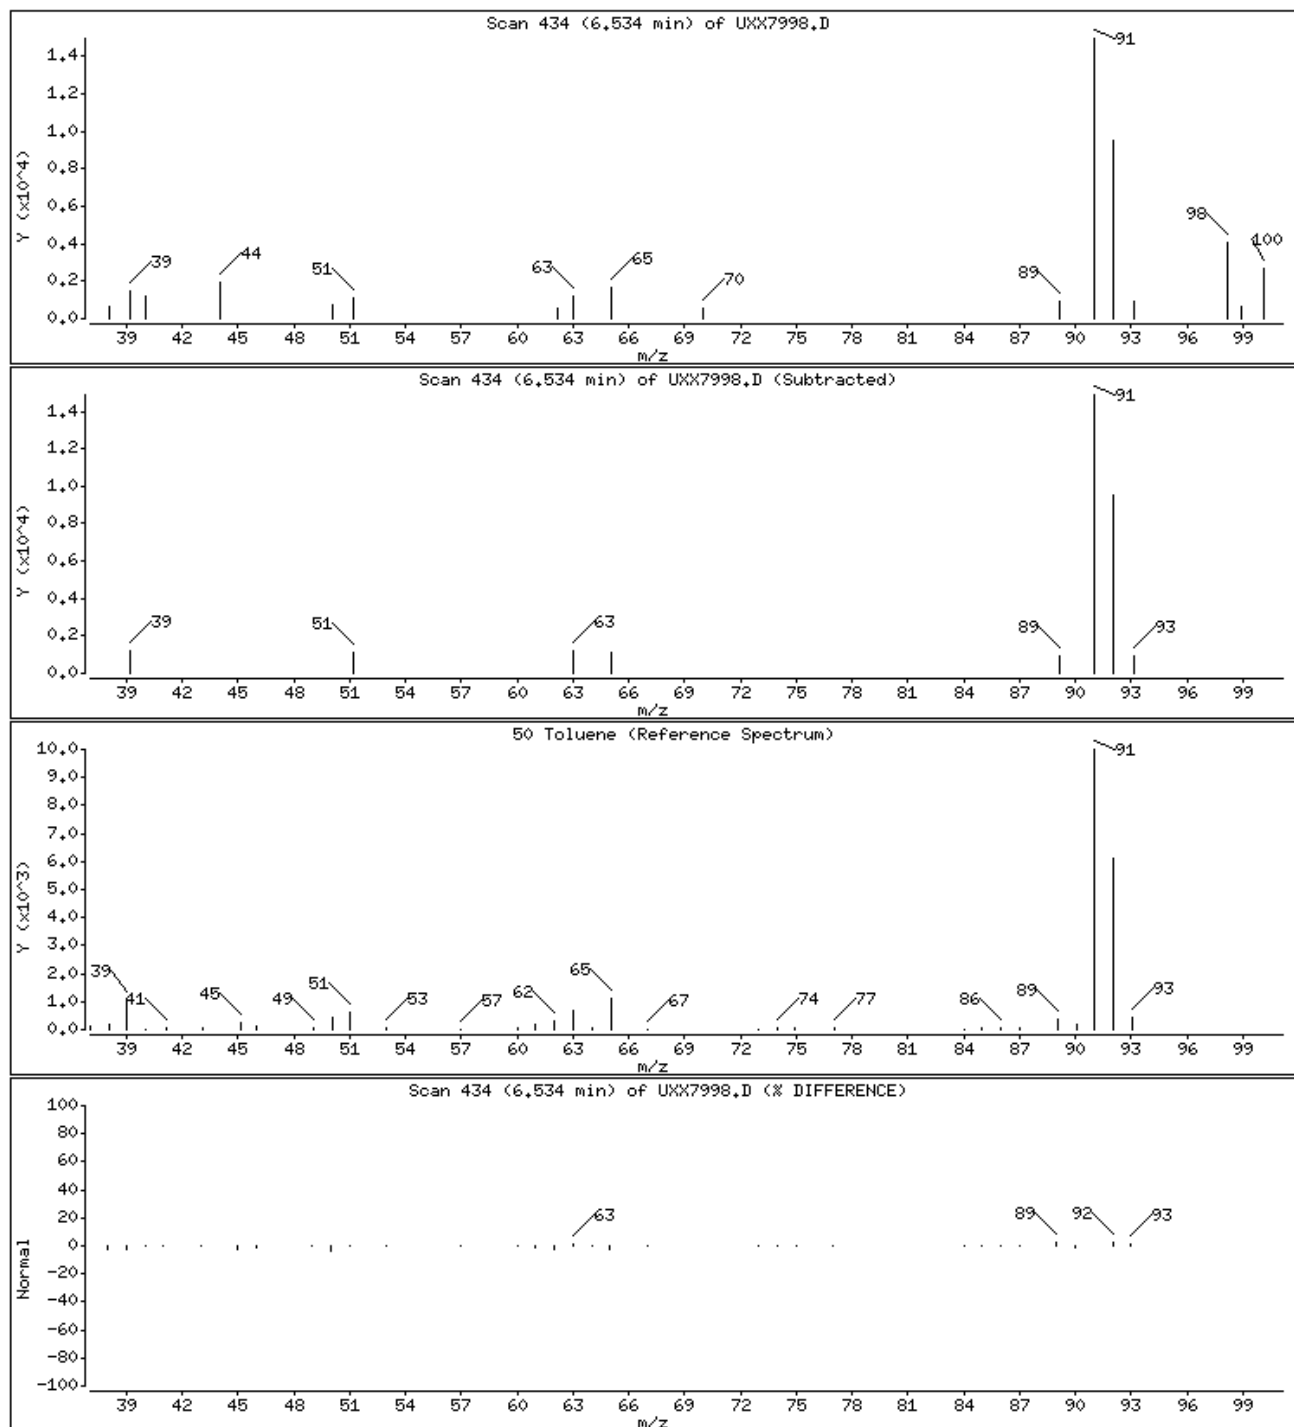 Scan 434 (6.534 min) of UXX7998.D
Y (x10^4)
1.4
1.2
1.0
0.8
0.6
0.4
0.2
0.0
39 44 51 63 65 70 89 91 98 100
39 42 45 48 51 54 57 60 63 66 69 72 75 78 81 84 87 90 93 96 99
m/z
Scan 434 (6.534 min) of UXX7998.D (Subtracted)
Y (x10^4)
1.4
1.2
1.0
0.8
0.6
0.4
0.2
0.0
39 51 63 89 91 93
39 42 45 48 51 54 57 60 63 66 69 72 75 78 81 84 87 90 93 96 99
m/z
50 Toluene (Reference Spectrum)
Y (x10^3)
10.0
9.0
8.0
7.0
6.0
5.0
4.0
3.0
2.0
1.0
0.0
39 41 45 49 51 53 57 62 65 67 74 77 86 89 91 93
39 42 45 48 51 54 57 60 63 66 69 72 75 78 81 84 87 90 93 96 99
m/z
Scan 434 (6.534 min) of UXX7998.D (% DIFFERENCE)
Normal
100
80
60
40
20
0
-20
-40
-60
-80
-100
63 89 92 93
39 42 45 48 51 54 57 60 63 66 69 72 75 78 81 84 87 90 93 96 99
m/z